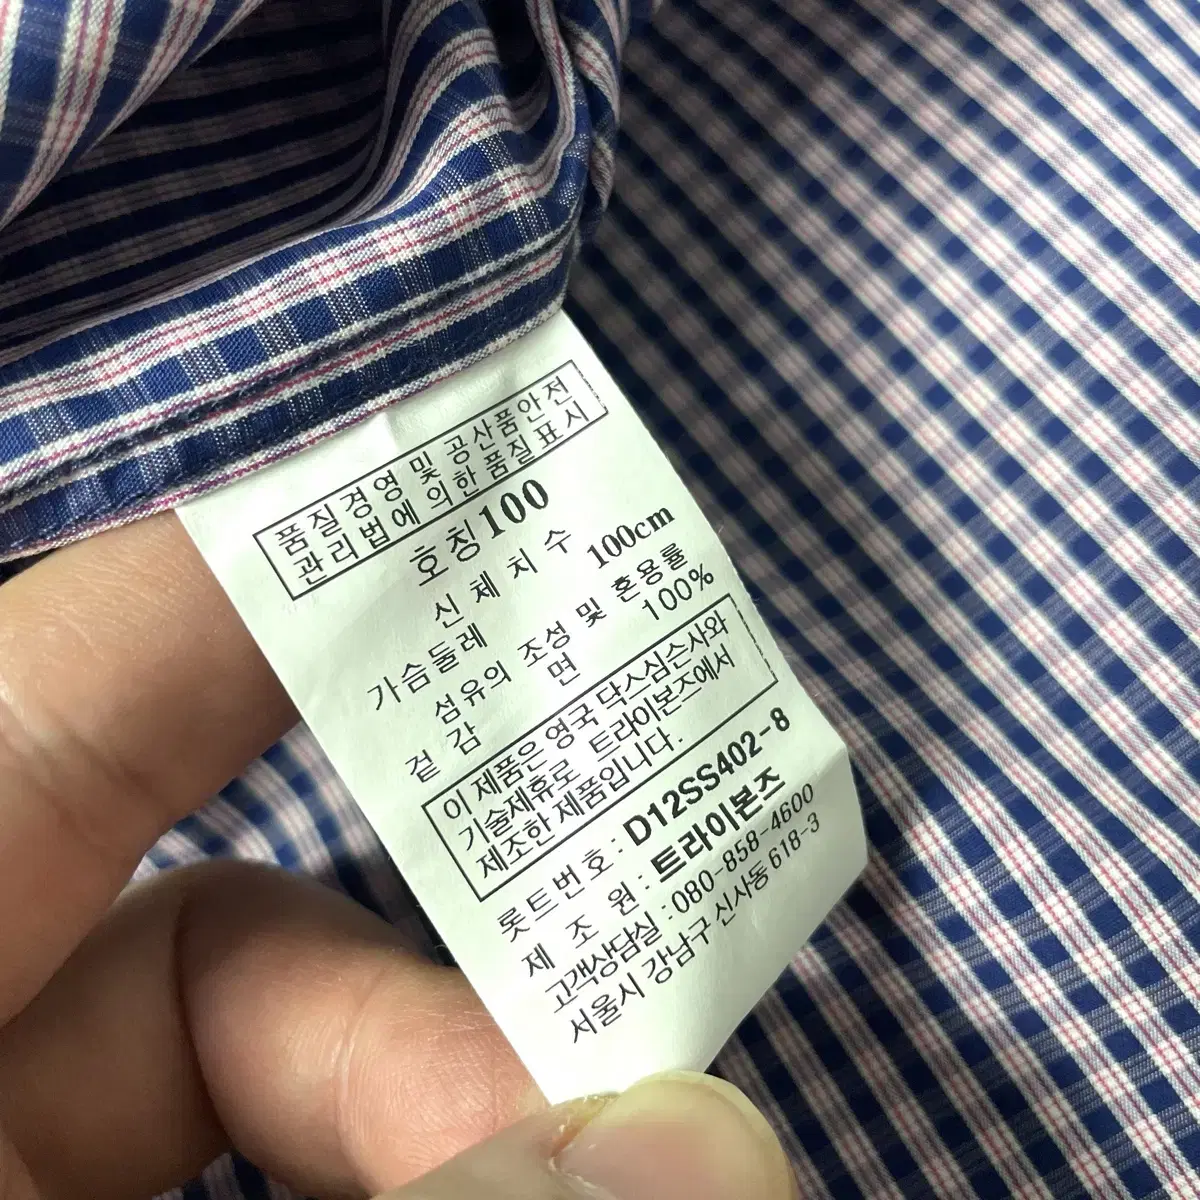 품질경영 및 공산품안전
관리법에 의한 품질표시
호칭100
신체치수
가슴둘레 100cm
섬유의 조성 및 혼용률
겉감 면 100%
이 제품은 영국 닥스심슨사와
기술제휴로 트라이본즈에서
제조한 제품입니다.
롯트번호 : D12SS402-8
제조원 : 트라이본즈
고객상담실 : 080-858-4600
서울시 강남구 신사동 618-3